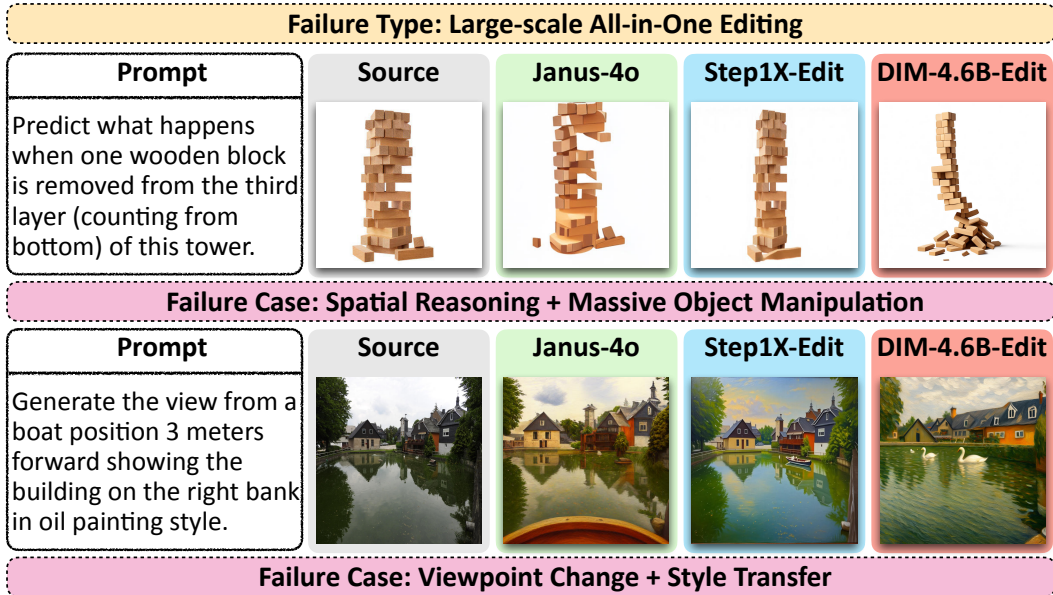 Failure Type: Large-scale All-in-One Editing
Prompt
Source
Janus-4o
Step1X-Edit
DIM-4.6B-Edit
Predict what happens
when one wooden block
is removed from the third
layer (counting from
bottom) of this tower.
Failure Case: Spatial Reasoning + Massive Object Manipulation
Prompt
Source
Janus-4o
Step1X-Edit
DIM-4.6B-Edit
Generate the view from a
boat position 3 meters
forward showing the
building on the right bank
in oil painting style.
Failure Case: Viewpoint Change + Style Transfer